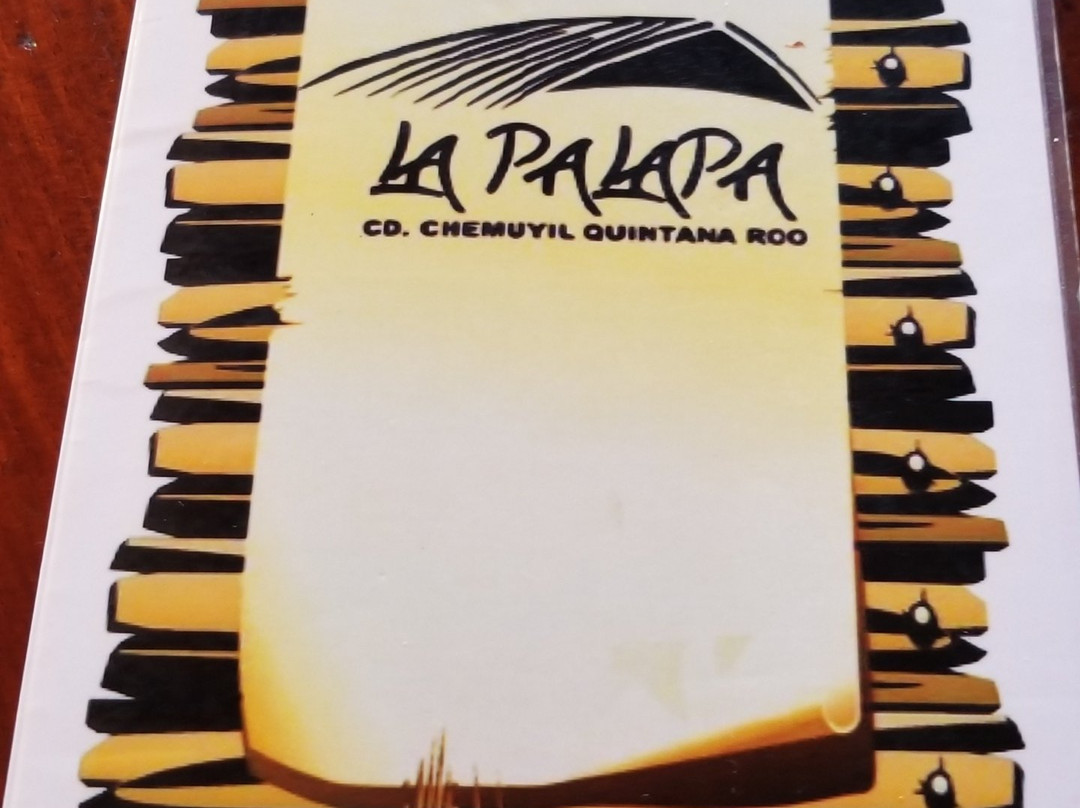 LA PALAPA
CD. CHEMUYIL QUINTANA ROO